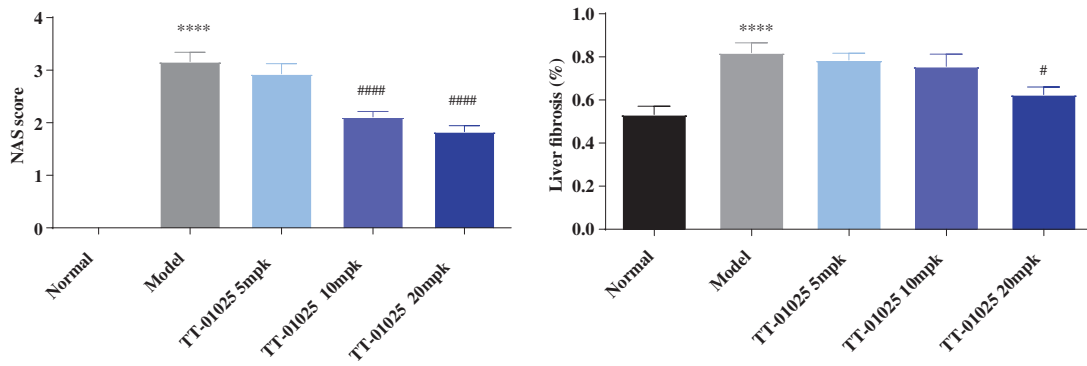 NAS score
4
3
2
1
0
****
####
####
Normal
Model
TT-01025 5mpk
TT-01025 10mpk
TT-01025 20mpk
Liver fibrosis (%)
1.0
0.8
0.6
0.4
0.2
0.0
****
#
Normal
Model
TT-01025 5mpk
TT-01025 10mpk
TT-01025 20mpk